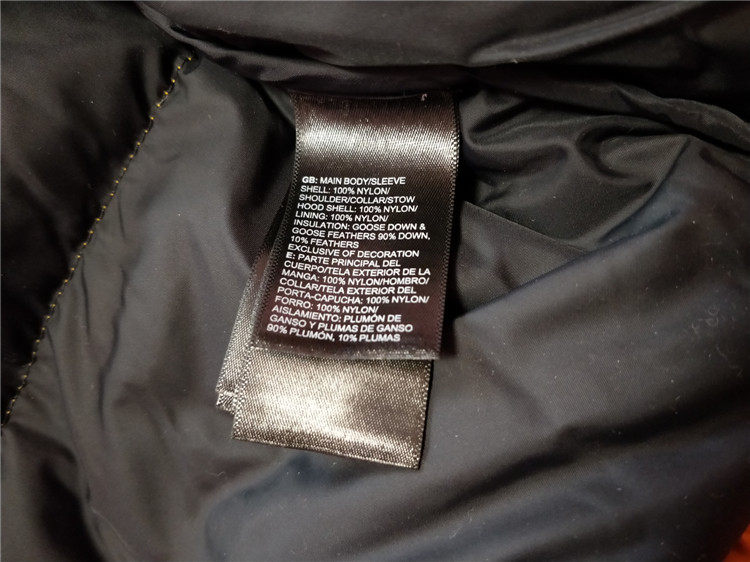 GB: MAIN BODY/SLEEVE
SHELL: 100% NYLON/
SHOULDER/COLLAR/STOW
HOOD SHELL: 100% NYLON/
LINING: 100% NYLON/
INSULATION: GOOSE DOWN &
GOOSE FEATHERS 90% DOWN,
10% FEATHERS
EXCLUSIVE OF DECORATION
E: PARTE PRINCIPAL DEL
CUERPO/TELA EXTERIOR DE LA
MANGA: 100% NYLON/HOMBRO/
COLLAR/TELA EXTERIOR DEL
PORTA-CAPUCHA: 100% NYLON/
FORRO: 100% NYLON/
AISLAMIENTO: PLUMÓN DE
GANSO Y PLUMAS DE GANSO
90% PLUMÓN, 10% PLUMAS